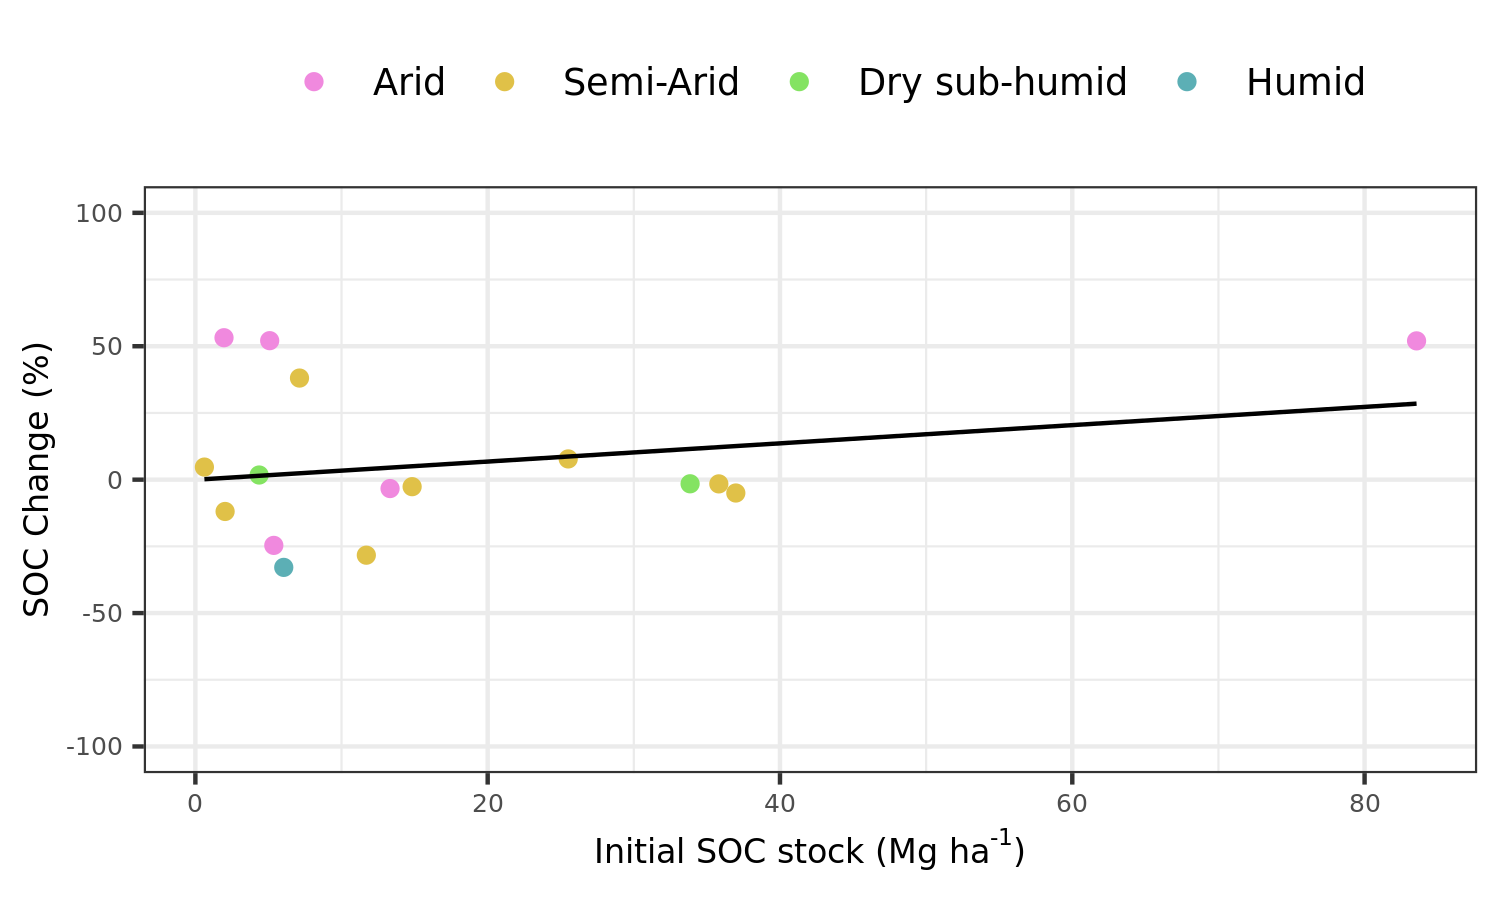 Arid Semi-Arid Dry sub-humid Humid
SOC Change (%)
100
50
0
-50
-100
0 20 40 60 80
Initial SOC stock (Mg ha⁻¹)